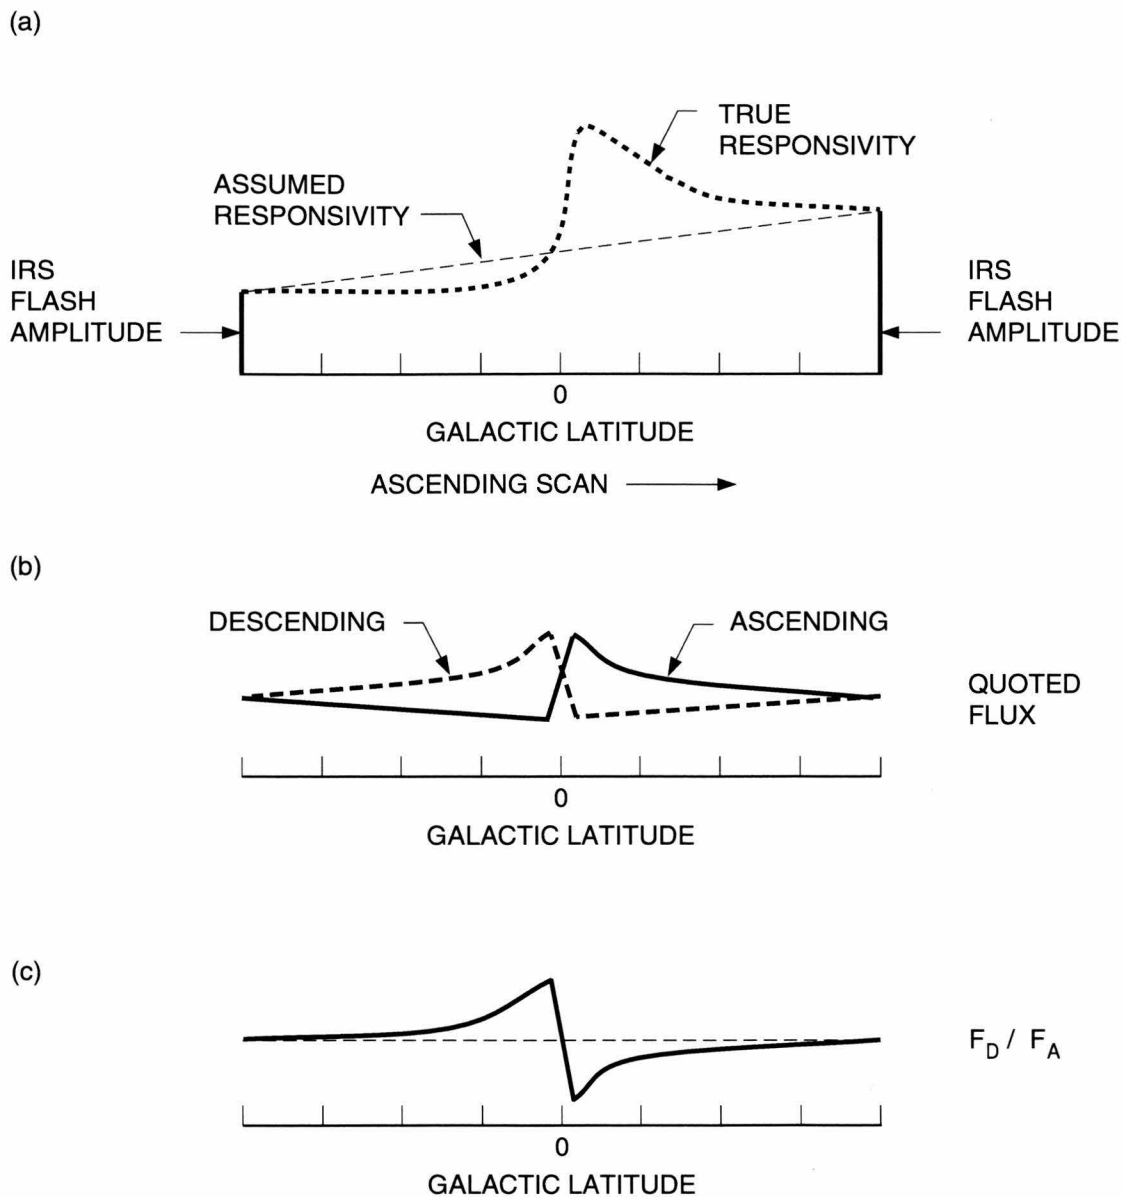 (a)
TRUE
RESPONSIVITY
ASSUMED
RESPONSIVITY
IRS
FLASH
AMPLITUDE
IRS
FLASH
AMPLITUDE
0
GALACTIC LATITUDE
ASCENDING SCAN
(b)
DESCENDING
ASCENDING
QUOTED
FLUX
0
GALACTIC LATITUDE
(c)
F_D / F_A
0
GALACTIC LATITUDE